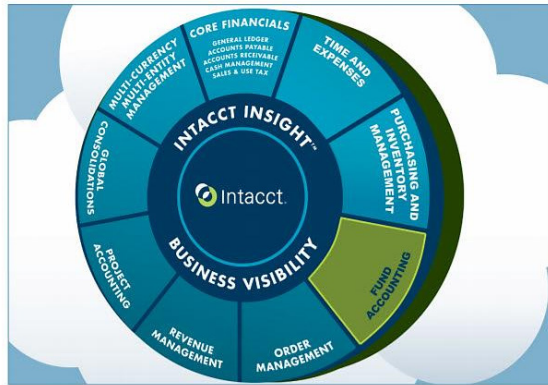 CORE FINANCIALS
GENERAL LEDGER
ACCOUNTS PAYABLE
ACCOUNTS RECEIVABLE
CASH MANAGEMENT
SALES & USE TAX
TIME AND
EXPENSES
PURCHASING AND
INVENTORY
MANAGEMENT
FUND
ACCOUNTING
ORDER
MANAGEMENT
REVENUE
MANAGEMENT
PROJECT
ACCOUNTING
GLOBAL
CONSOLIDATIONS
MULTI-CURRENCY
MULTI-ENTITY
MANAGEMENT
INTACCT INSIGHT™
Intacct.
BUSINESS VISIBILITY